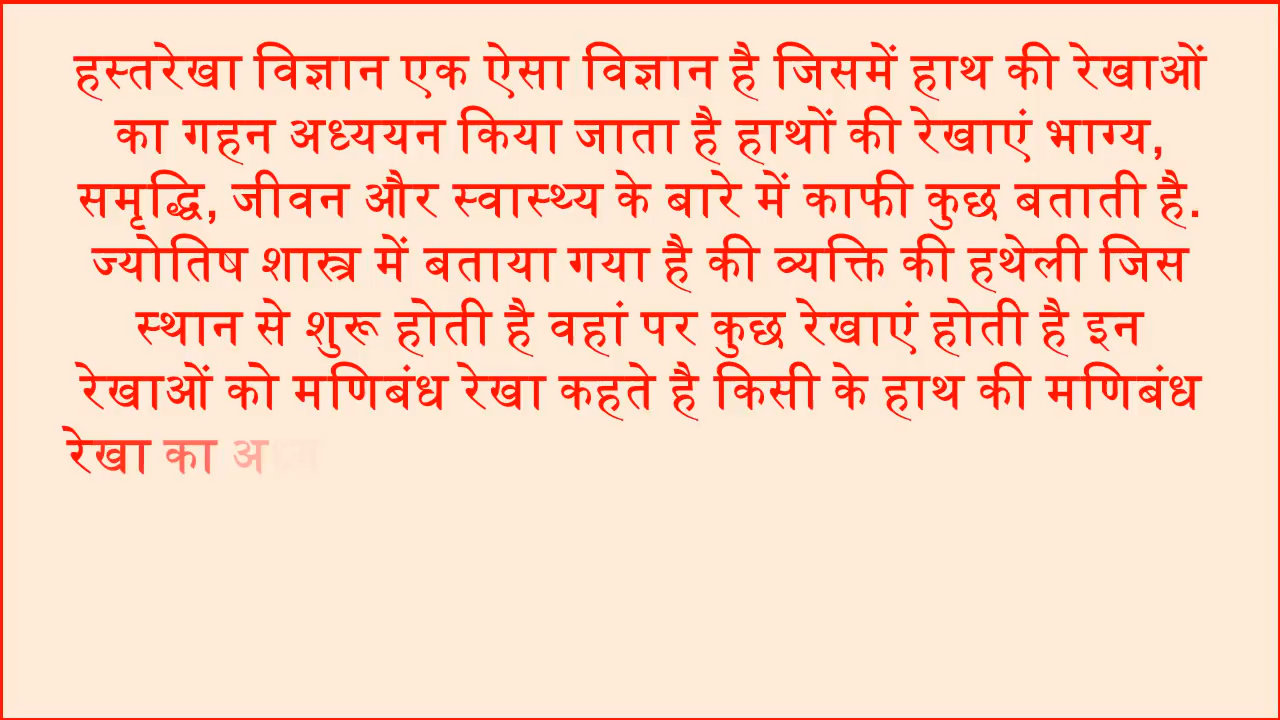 हस्तरेखा विज्ञान एक ऐसा विज्ञान है जिसमें हाथ की रेखाओं
का गहन अध्ययन किया जाता है हाथों की रेखाएं भाग्य,
समृद्धि, जीवन और स्वास्थ्य के बारे में काफी कुछ बताती है.
ज्योतिष शास्त्र में बताया गया है की व्यक्ति की हथेली जिस
स्थान से शुरू होती है वहां पर कुछ रेखाएं होती है इन
रेखाओं को मणिबंध रेखा कहते है किसी के हाथ की मणिबंध
रेखा का